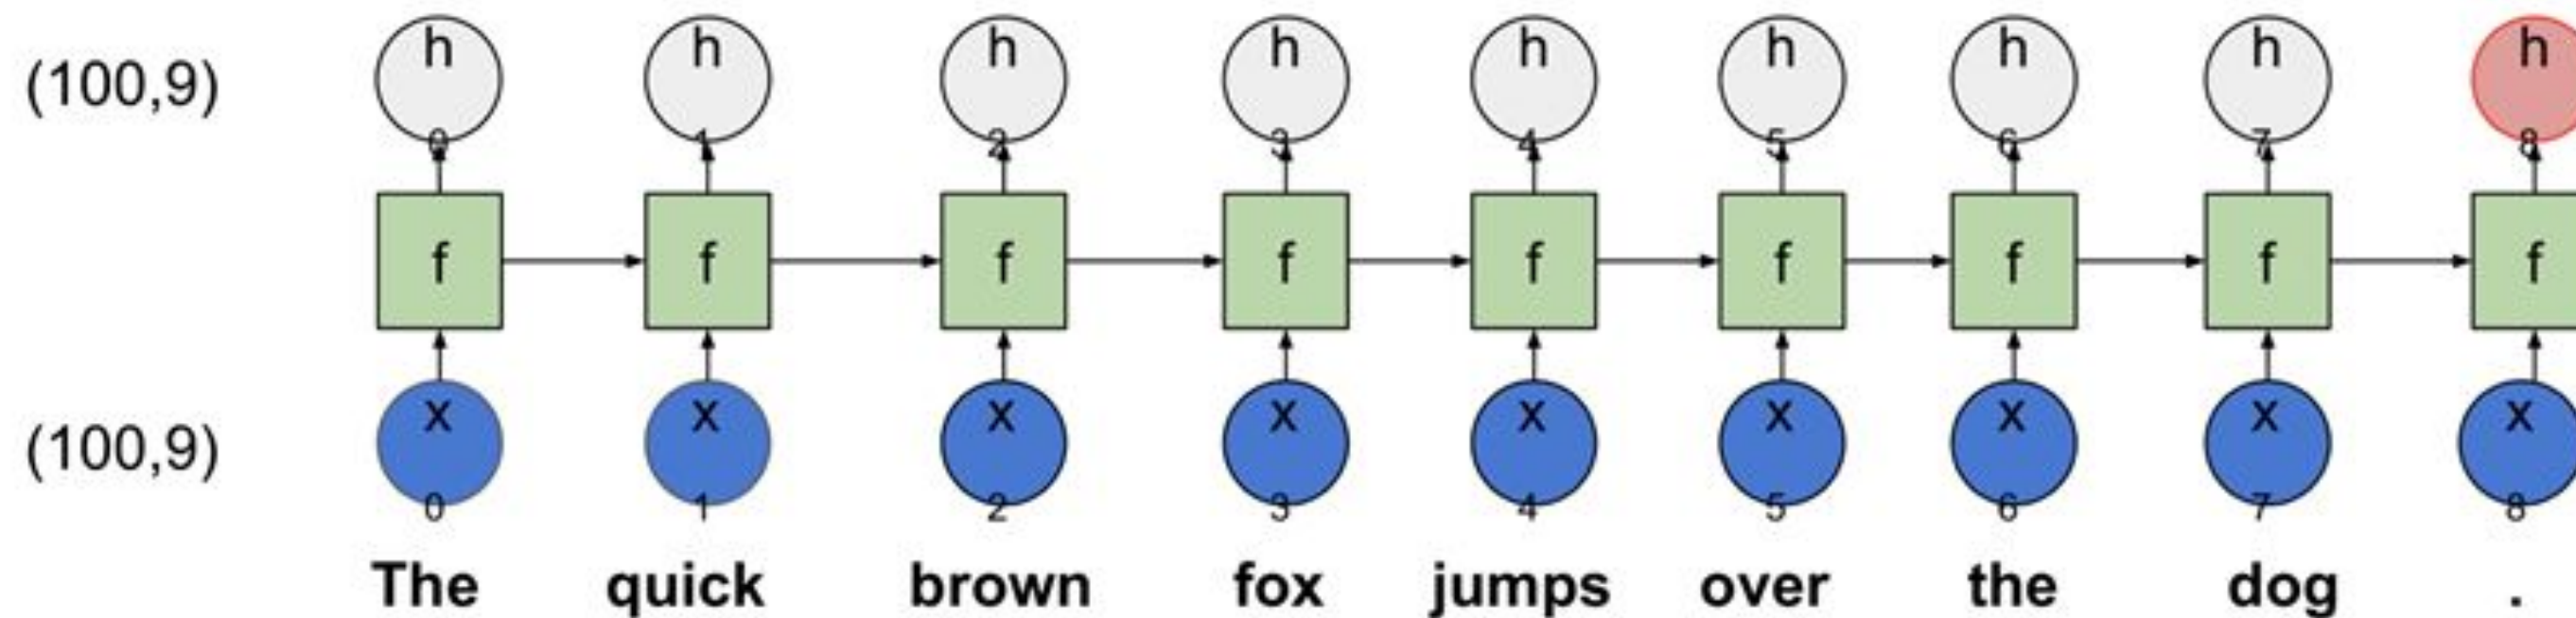 (100,9) h h h h h h h h h
0 1 2 3 4 5 6 7 8
f f f f f f f f f
(100,9) x x x x x x x x x
0 1 2 3 4 5 6 7 8
The quick brown fox jumps over the dog .